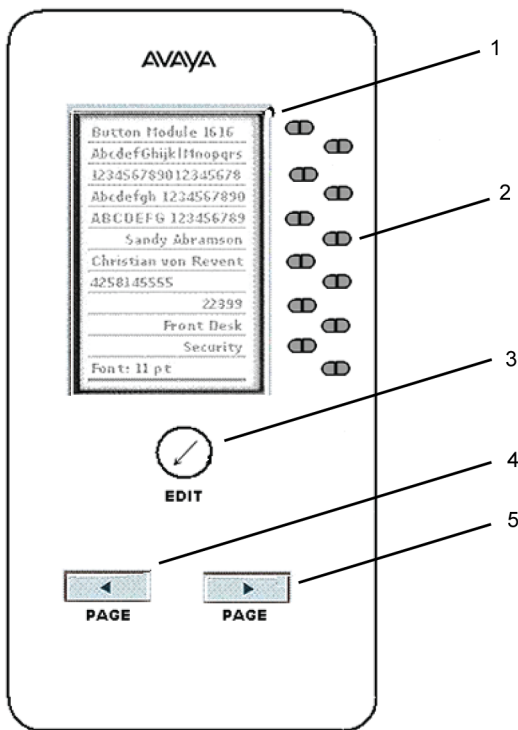 AVAYA
1
Button Module 1616
AbcdefGhijklMnopqrs
123456789012345678
Abcdefgh 1234567890
ABCDEFG 123456789
2
Sandy Abramson
Christian von Revent
4258145555
22399
Front Desk
Security
Font: 11 pt
3
EDIT
4
5
PAGE
PAGE